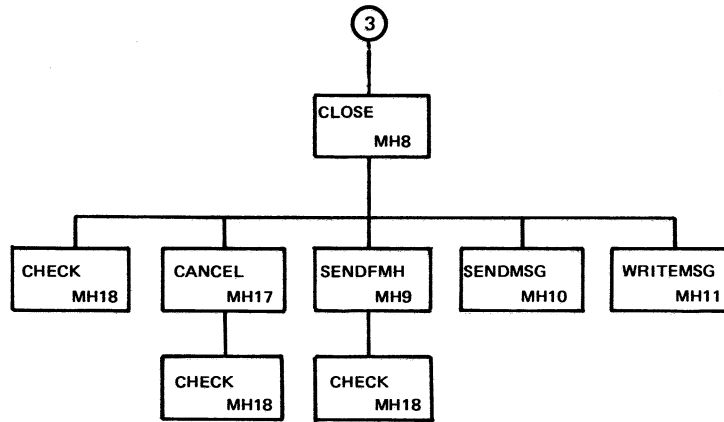 3
CLOSE
MH8
CHECK
MH18
CANCEL
MH17
SENDFMH
MH9
SENDMSG
MH10
WRITEMSG
MH11
CHECK
MH18
CHECK
MH18